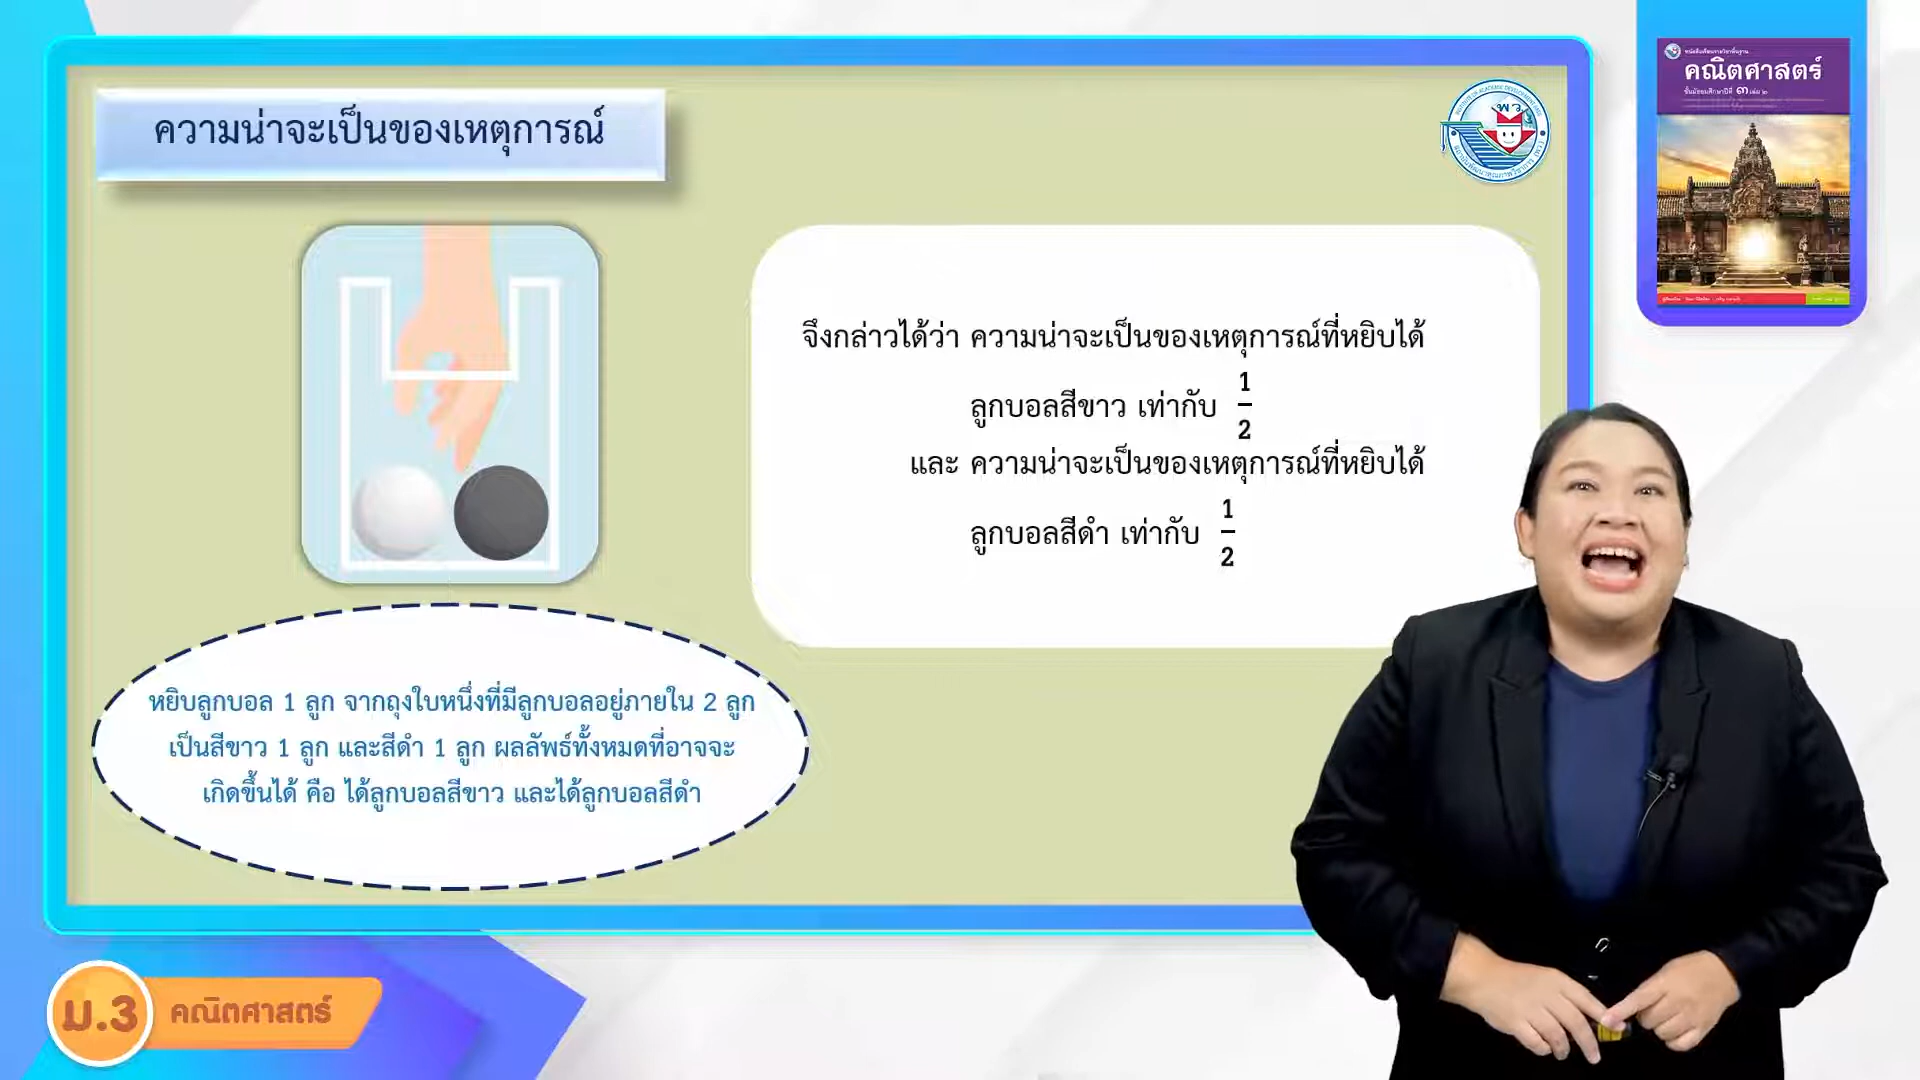 ความน่าจะเป็นของเหตุการณ์
พว.
คณิตศาสตร์
จึงกล่าวได้ว่า ความน่าจะเป็นของเหตุการณ์ที่หยิบได้
ลูกบอลสีขาว เท่ากับ 1/2
และ ความน่าจะเป็นของเหตุการณ์ที่หยิบได้
ลูกบอลสีดำ เท่ากับ 1/2
หยิบลูกบอล 1 ลูก จากถุงใบหนึ่งที่มีลูกบอลอยู่ภายใน 2 ลูก
เป็นสีขาว 1 ลูก และสีดำ 1 ลูก ผลลัพธ์ทั้งหมดที่อาจจะ
เกิดขึ้นได้ คือ ได้ลูกบอลสีขาว และได้ลูกบอลสีดำ
ม.3 คณิตศาสตร์